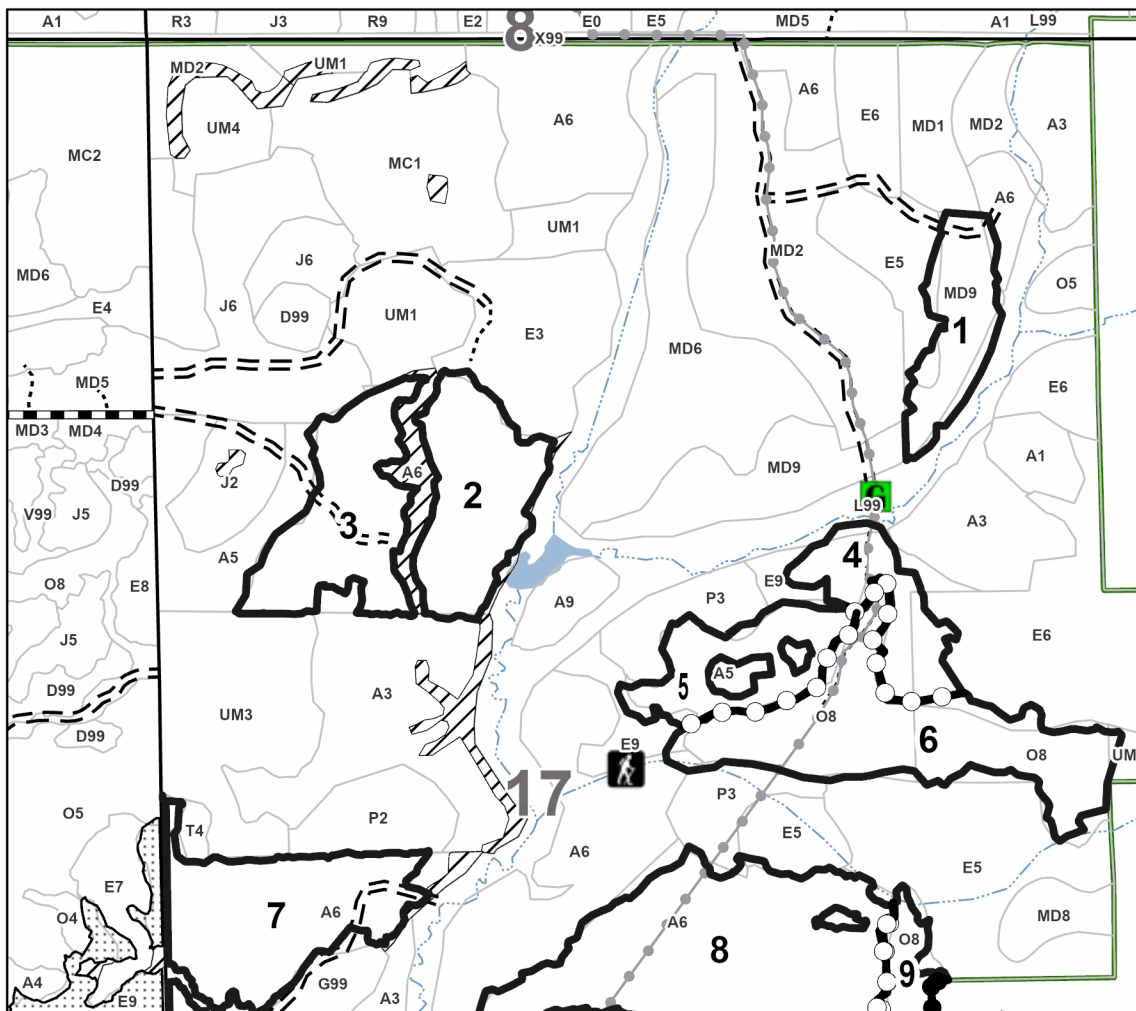 A1 R3 J3 R9 E2 E0 E5 MD5 A1 L99
8 X99
MD2 UM1
UM4 A6 A6 E6 MD1 MD2 A3
MC2 MC1
A6
UM1
MD6 J6 MD2 E5 O5
E4 J6 D99 UM1 MD9
E3 MD6 1
MD5 E6
MD3 MD4
A6 MD9 A1
D99 J2 2 G
V99 J5 3 L99 A3
A5 4
O8 E8 E9
A9 P3
J5 E6
A5
D99 A3 5
UM3 O8
D99 E9 6 O8 UM
17 P3
O5 T4 P2 E5
A6 E5
E7
O4 7 A6 A6 MD8
8 O8
A4 G99 9
E9 A3